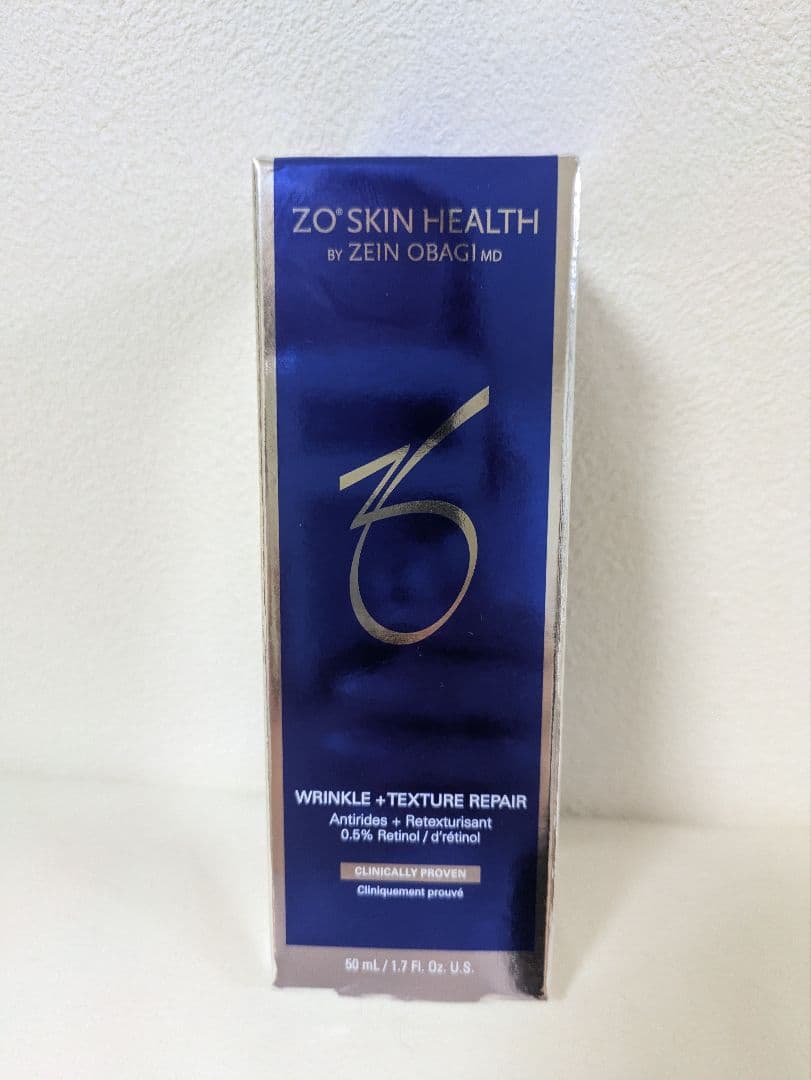 ZO® SKIN HEALTH
BY ZEIN OBAGI MD
ZO
WRINKLE + TEXTURE REPAIR
Antirides + Retexturisant
0.5% Retinol / d'rétinol
CLINICALLY PROVEN
Cliniquement prouvé
50 mL / 1.7 Fl. Oz. U.S.